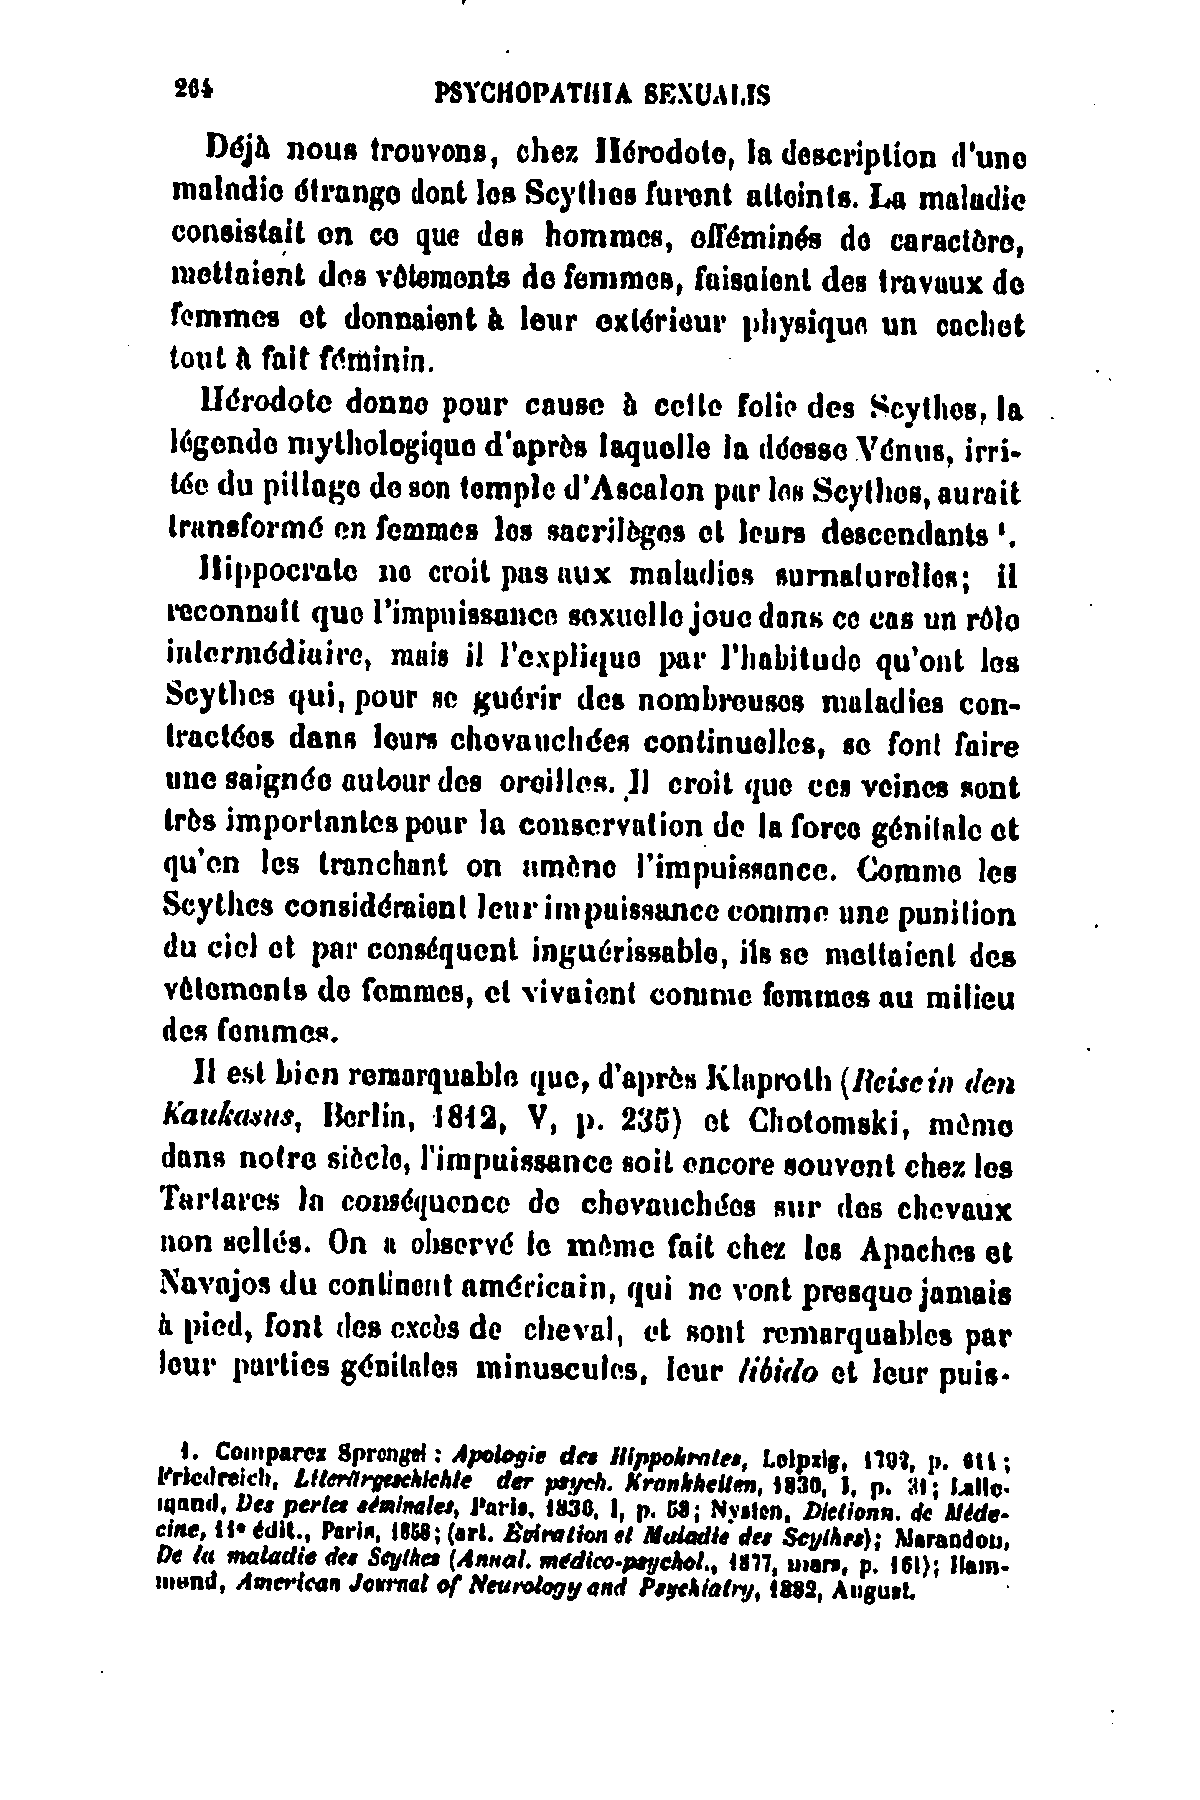 264 PSYCHOPATHIA SEXUALIS
Déjà nous trouvons, chez Hérodote, la description d'une
maladie étrange dont les Scythes furent atteints. La maladie
consistait en ce que des hommes, efféminés de caractère,
mettaient des vêtements de femmes, faisaient des travaux de
femmes et donnaient à leur extérieur physique un cachet
tout à fait féminin.
Hérodote donne pour cause à cette folie des Scythes, la
légende mythologique d'après laquelle la déesse Vénus, irri-
tée du pillage de son temple d'Ascalon par les Scythes, aurait
transformé en femmes les sacrilèges et leurs descendants ¹.
Hippocrate ne croit pas aux maladies surnaturelles; il
reconnaît que l'impuissance sexuelle joue dans ce cas un rôle
intermédiaire, mais il l'explique par l'habitude qu'ont les
Scythes qui, pour se guérir des nombreuses maladies con-
tractées dans leurs chevauchées continuelles, se font faire
une saignée autour des oreilles. Il croit que ces veines sont
très importantes pour la conservation de la force génitale et
qu'en les tranchant on amène l'impuissance. Comme les
Scythes considéraient leur impuissance comme une punition
du ciel et par conséquent inguérissable, ils se mettaient des
vêtements de femmes, et vivaient comme femmes au milieu
des femmes.
Il est bien remarquable que, d'après Klaproth (Reise in den
Kaukasus, Berlin, 1812, V, p. 235) et Chotomski, même
dans notre siècle, l'impuissance soit encore souvent chez les
Tartares la conséquence de chevauchées sur des chevaux
non sellés. On a observé le même fait chez les Apaches et
Navajos du continent américain, qui ne vont presque jamais
à pied, font des excès de cheval, et sont remarquables par
leur parties génitales minuscules, leur libido et leur puis-
1. Comparez Sprengel : Apologie des Hippokrates, Leipzig, 1792, p. 611;
Friedreich, Literärgeschichte der psych. Krankheiten, 1830, I, p. 31; Lalle-
mand, Des pertes séminales, Paris, 1836, I, p. 58; Nysten, Dictionn. de Méde-
cine, 11e édit., Paris, 1858; (art. Eviration et Maladie des Scythes); Marandon,
De la maladie des Scythes (Annal. médico-psychol., 1877, mars, p. 161); Ham-
mond, American Journal of Neurology and Psychiatry, 1882, August.